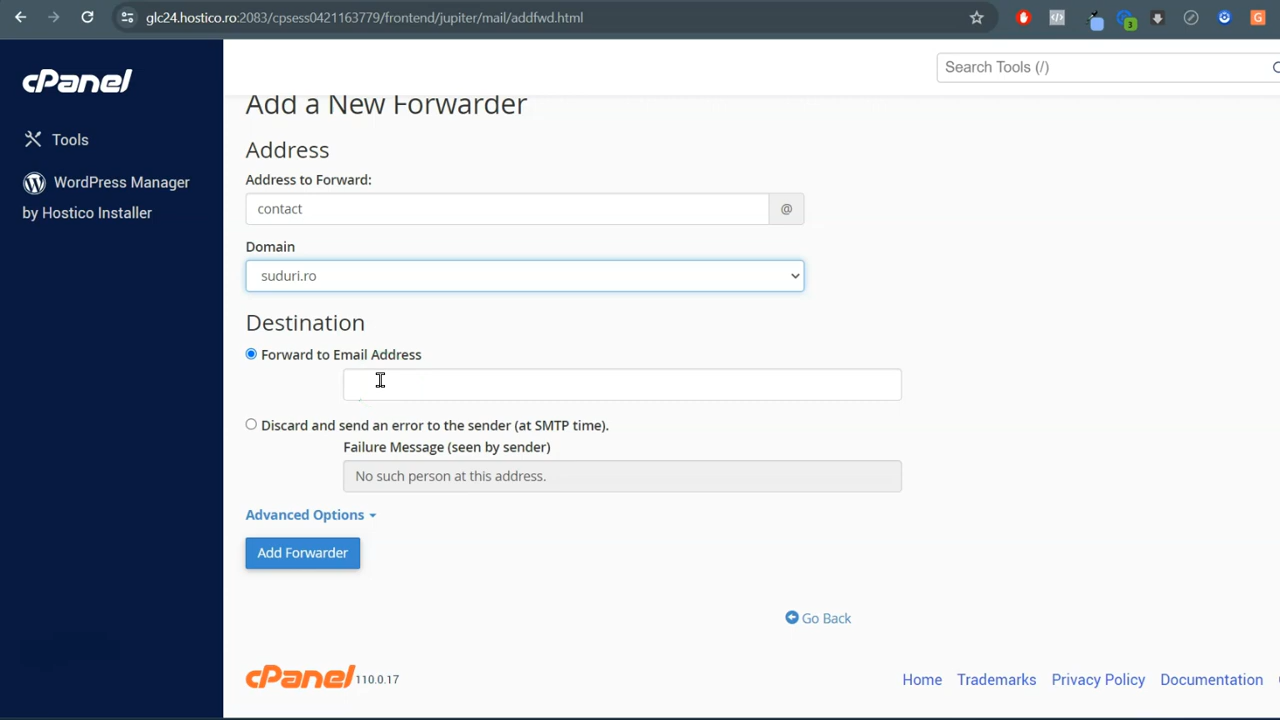 glc24.hostico.ro:2083/cpsess0421163779/frontend/jupiter/mail/addfwd.html
3
G
cPanel
Search Tools (/)
Tools
WordPress Manager
by Hostico Installer
Add a New Forwarder
Address
Address to Forward:
contact @
Domain
suduri.ro
Destination
Forward to Email Address
Discard and send an error to the sender (at SMTP time).
Failure Message (seen by sender)
No such person at this address.
Advanced Options
Add Forwarder
Go Back
cPanel 110.0.17
Home Trademarks Privacy Policy Documentation